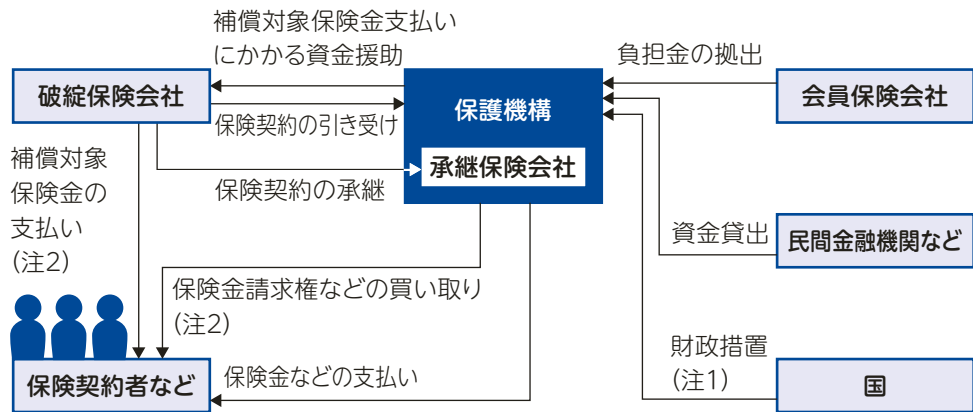 補償対象保険金支払い
にかかる資金援助
破綻保険会社
保険契約の引き受け
保護機構
承継保険会社
保険契約の承継
負担金の拠出
会員保険会社
資金貸出
民間金融機関など
財政措置
(注1)
国
補償対象
保険金の
支払い
(注2)
保険金請求権などの買い取り
(注2)
保険契約者など
保険金などの支払い